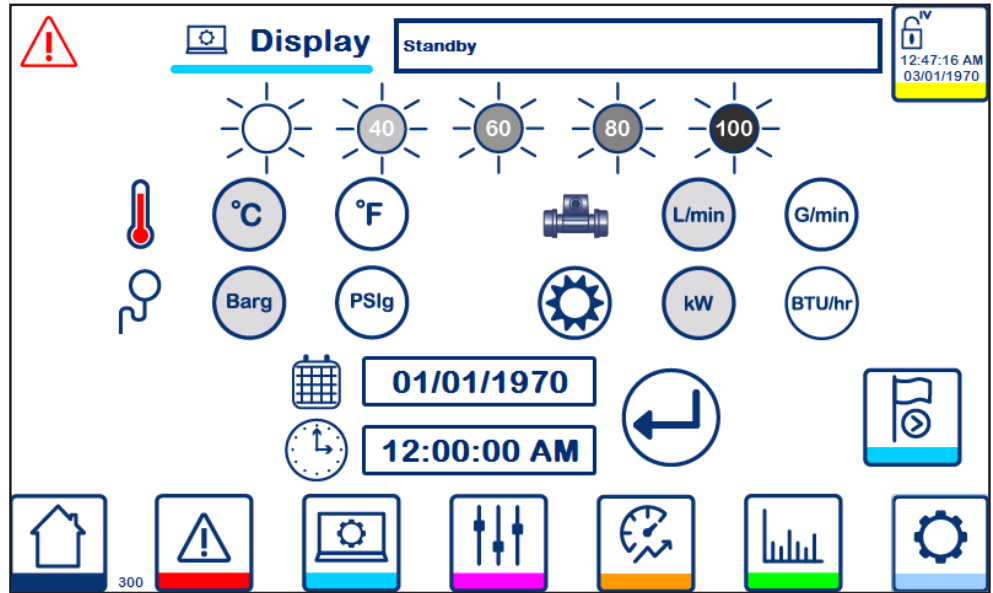 Display
Standby
IV
12:47:16 AM
03/01/1970
40 60 80 100
°C °F L/min G/min
Barg PSIg kW BTU/hr
01/01/1970
12:00:00 AM
300